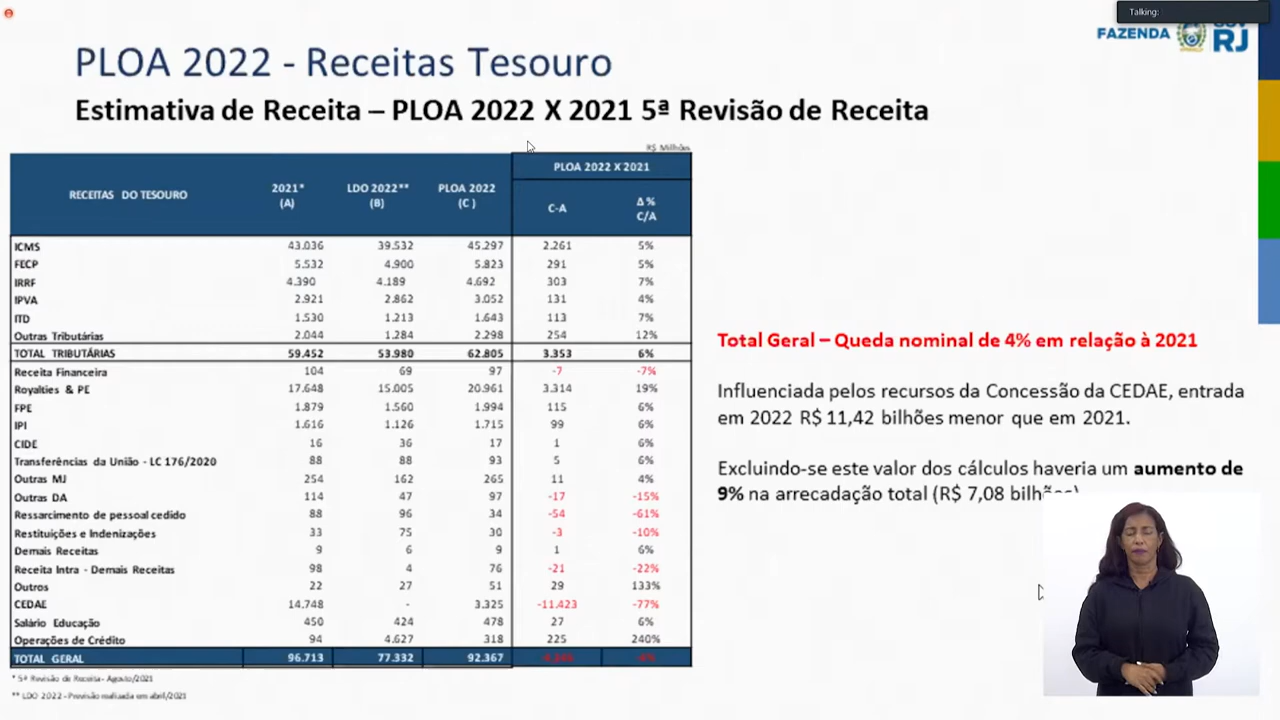 Talking:
FAZENDA
RJ
PLOA 2022 - Receitas Tesouro
Estimativa de Receita – PLOA 2022 X 2021 5ª Revisão de Receita
R$ Milhões
RECEITAS DO TESOURO 2021* (A) LDO 2022** (B) PLOA 2022 (C) PLOA 2022 X 2021 C-A Δ % C/A
ICMS 43.036 39.532 45.297 2.261 5%
FECP 5.532 4.900 5.823 291 5%
IRRF 4.390 4.189 4.692 303 7%
IPVA 2.921 2.862 3.052 131 4%
ITD 1.530 1.213 1.643 113 7%
Outras Tributárias 2.044 1.284 2.298 254 12%
TOTAL TRIBUTÁRIAS 59.452 53.980 62.805 3.353 6%
Receita Financeira 104 69 97 -7 -7%
Royalties & PE 17.648 15.005 20.961 3.314 19%
FPE 1.879 1.560 1.994 115 6%
IPI 1.616 1.126 1.715 99 6%
CIDE 16 36 17 1 6%
Transferências da União - LC 176/2020 88 88 93 5 6%
Outras MJ 254 162 265 11 4%
Outras DA 114 47 97 -17 -15%
Ressarcimento de pessoal cedido 88 96 34 -54 -61%
Restituições e Indenizações 33 75 30 -3 -10%
Demais Receitas 9 6 9 1 6%
Receita Intra - Demais Receitas 98 4 76 -21 -22%
Outros 22 27 51 29 133%
CEDAE 14.748 - 3.325 -11.423 -77%
Salário Educação 450 424 478 27 6%
Operações de Crédito 94 4.627 318 225 240%
TOTAL GERAL 96.713 77.332 92.367
* 5ª Revisão de Receita- Agosto/2021
** LDO 2022 - Previsão realizada em abril/2021
Total Geral – Queda nominal de 4% em relação à 2021
Influenciada pelos recursos da Concessão da CEDAE, entrada
em 2022 R$ 11,42 bilhões menor que em 2021.
Excluindo-se este valor dos cálculos haveria um aumento de
9% na arrecadação total (R$ 7,08 bilhões)